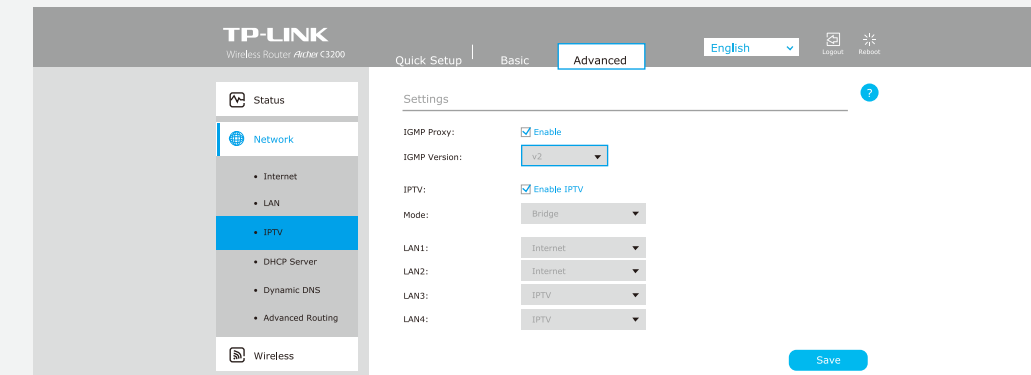 TP-LINK
Wireless Router Archer C3200
Quick Setup
Basic
Advanced
English
Logout
Reboot
Status
Network
• Internet
• LAN
• IPTV
• DHCP Server
• Dynamic DNS
• Advanced Routing
Wireless
Settings
?
IGMP Proxy: Enable
IGMP Version: v2
IPTV: Enable IPTV
Mode: Bridge
LAN1: Internet
LAN2: Internet
LAN3: IPTV
LAN4: IPTV
Save